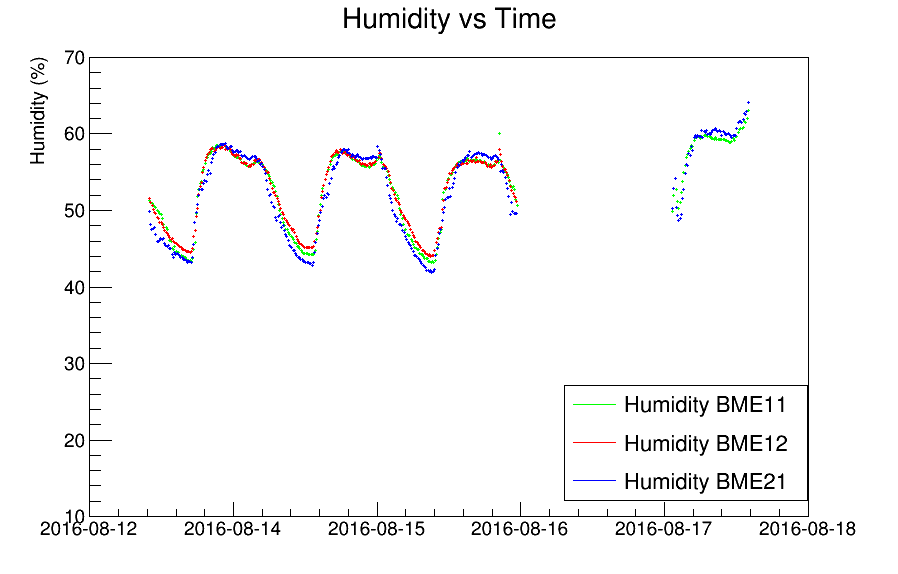 Humidity vs Time
Humidity (%)
70
60
50
40
30
20
10
2016-08-12
2016-08-14
2016-08-15
2016-08-16
2016-08-17
2016-08-18
Humidity BME11
Humidity BME12
Humidity BME21